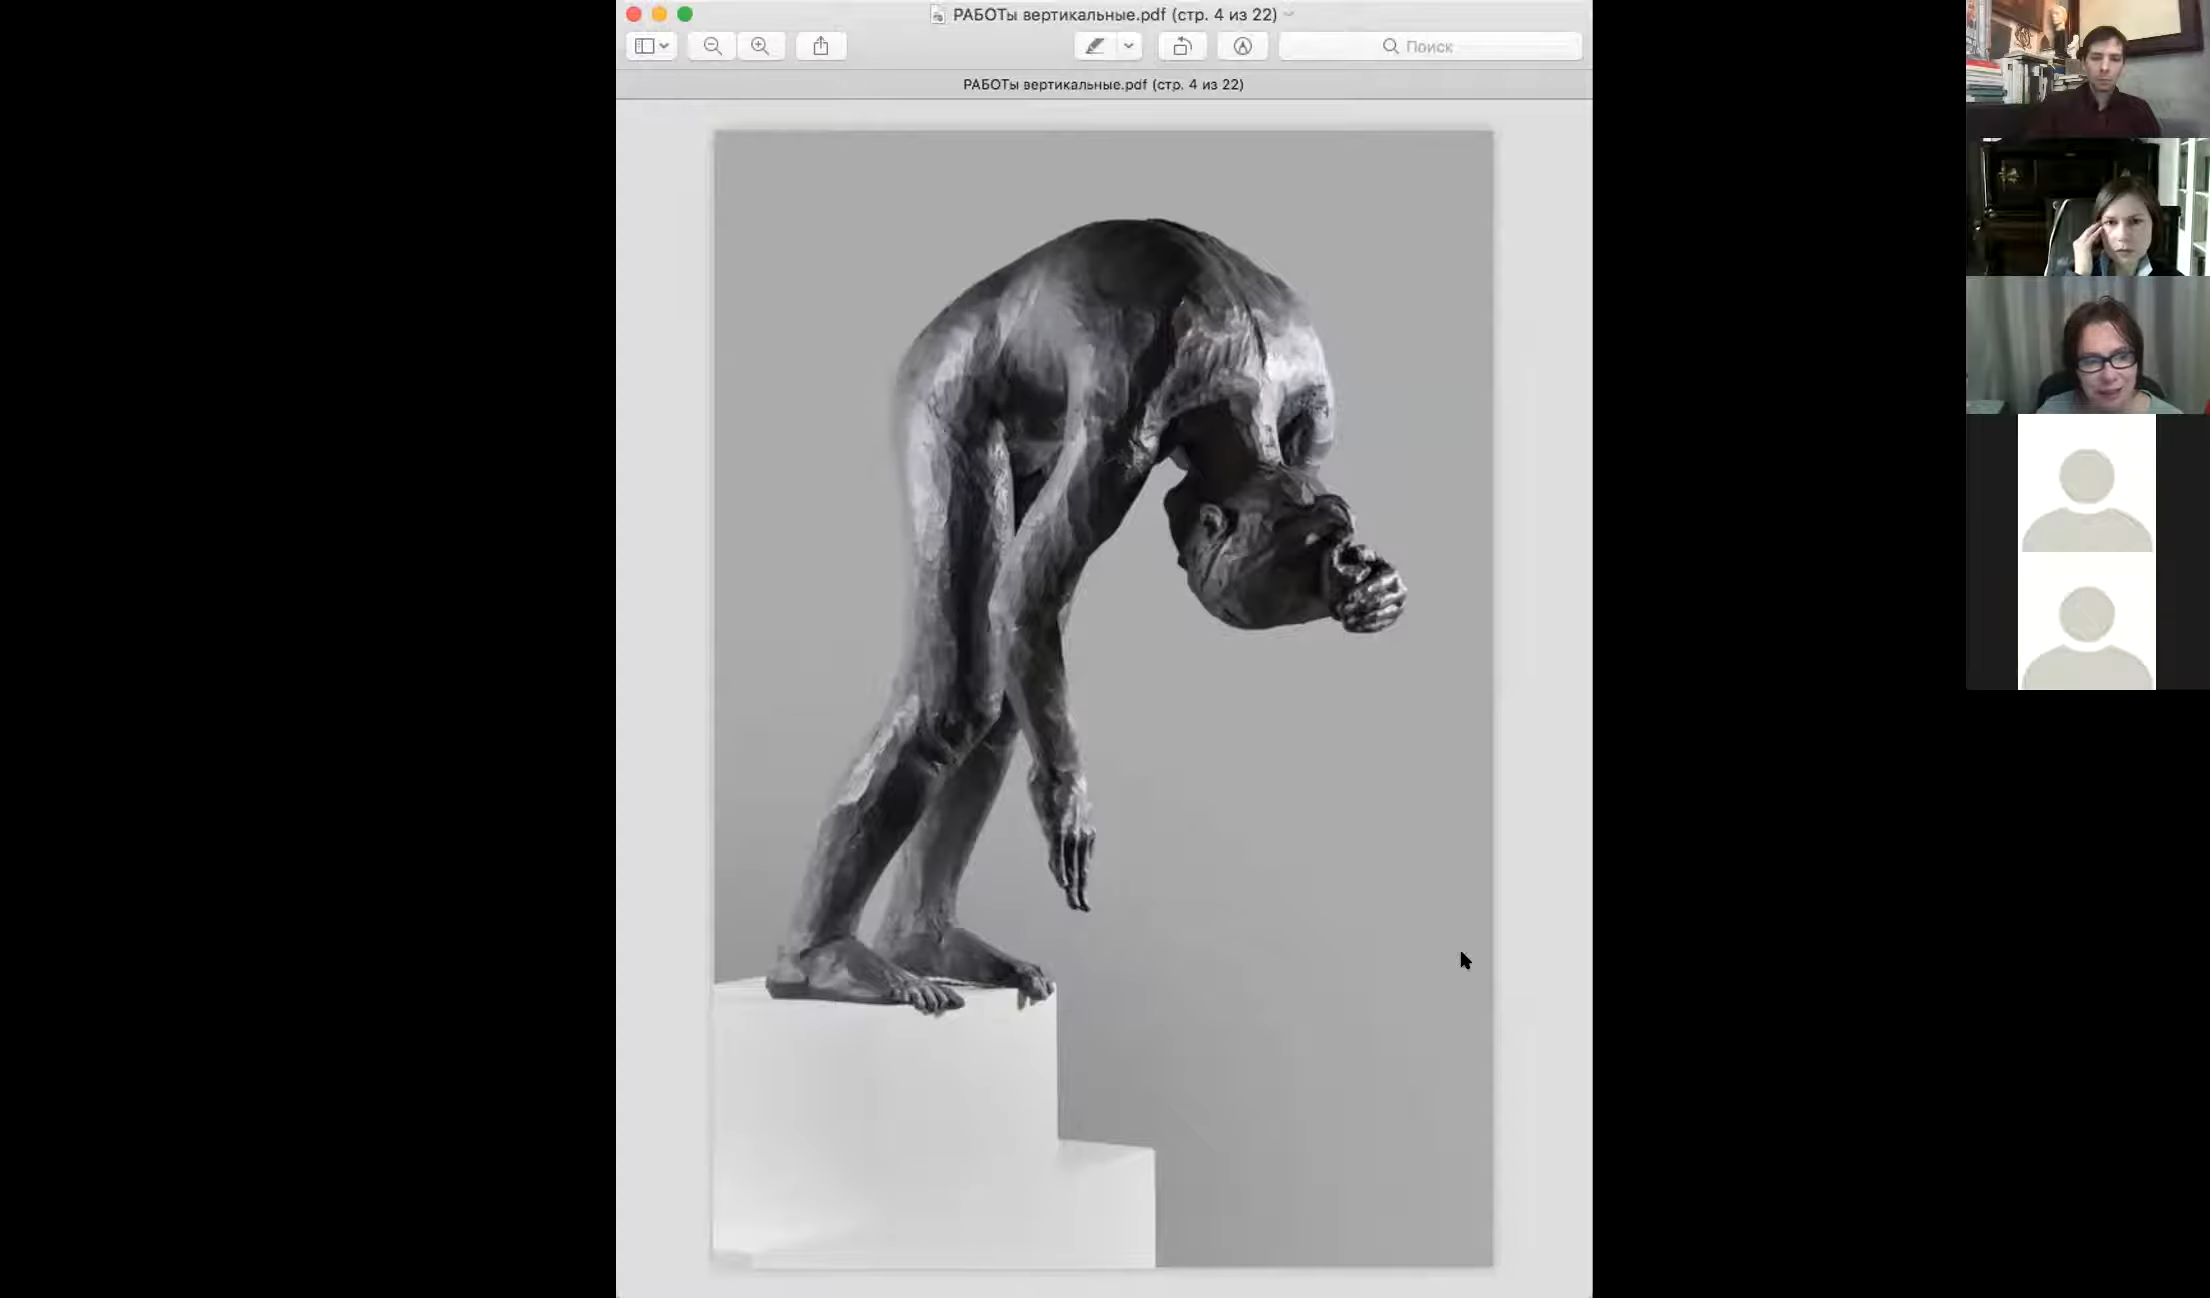 РАБОТы вертикальные.pdf (стр. 4 из 22)
Поиск
РАБОТы вертикальные.pdf (стр. 4 из 22)